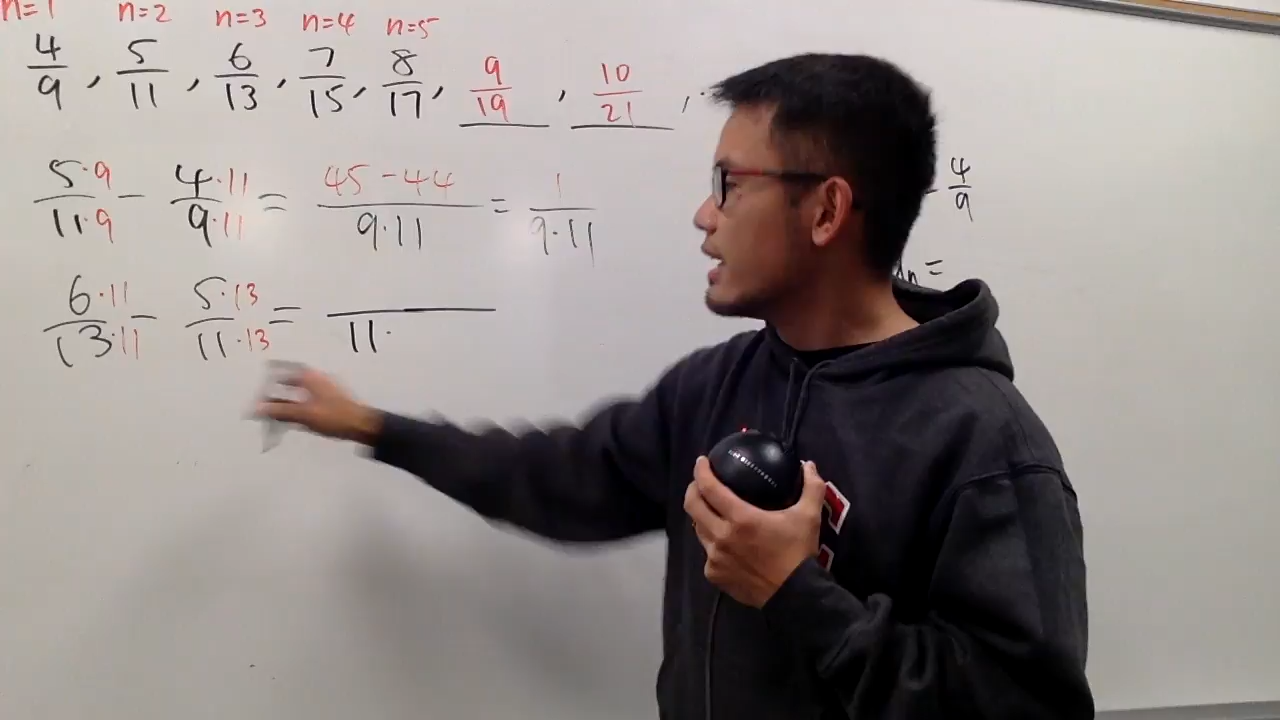 n=1 n=2 n=3 n=4 n=5
4/9, 5/11, 6/13, 7/15, 8/17, 9/19, 10/21, ..
5·9/11·9 - 4·11/9·11 = 45-44/9·11 = 1/9·11
4/9
6·11/13·11 - 5·13/11·13 = /11·
n =